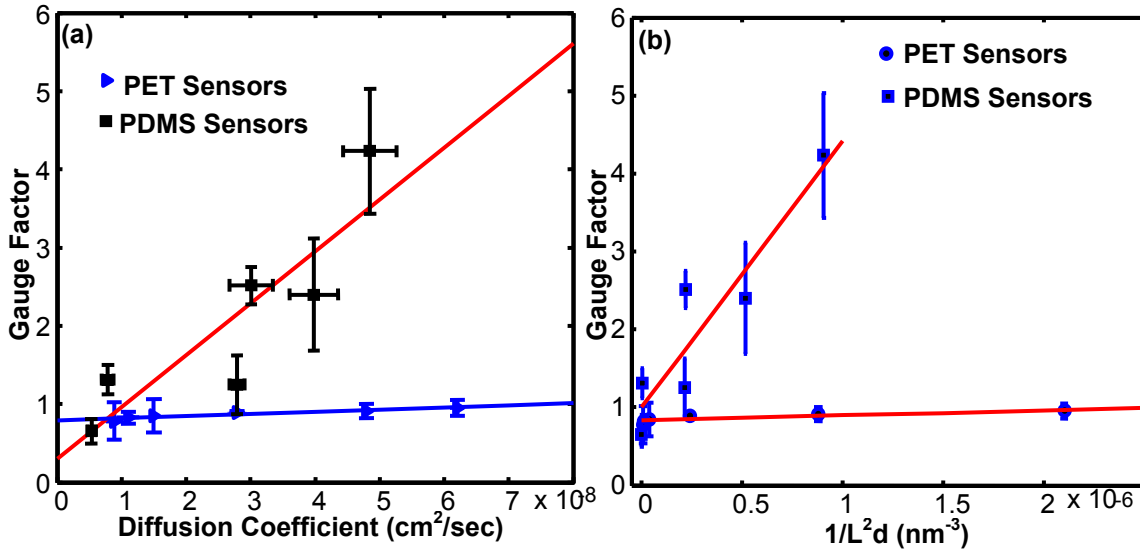 (a)
PET Sensors
PDMS Sensors
Gauge Factor
6
5
4
3
2
1
0
0 1 2 3 4 5 6 7 x 10-8
Diffusion Coefficient (cm2/sec)
(b)
PET Sensors
PDMS Sensors
Gauge Factor
6
5
4
3
2
1
0
0 0.5 1 1.5 2 x 10-6
1/L2d (nm-3)